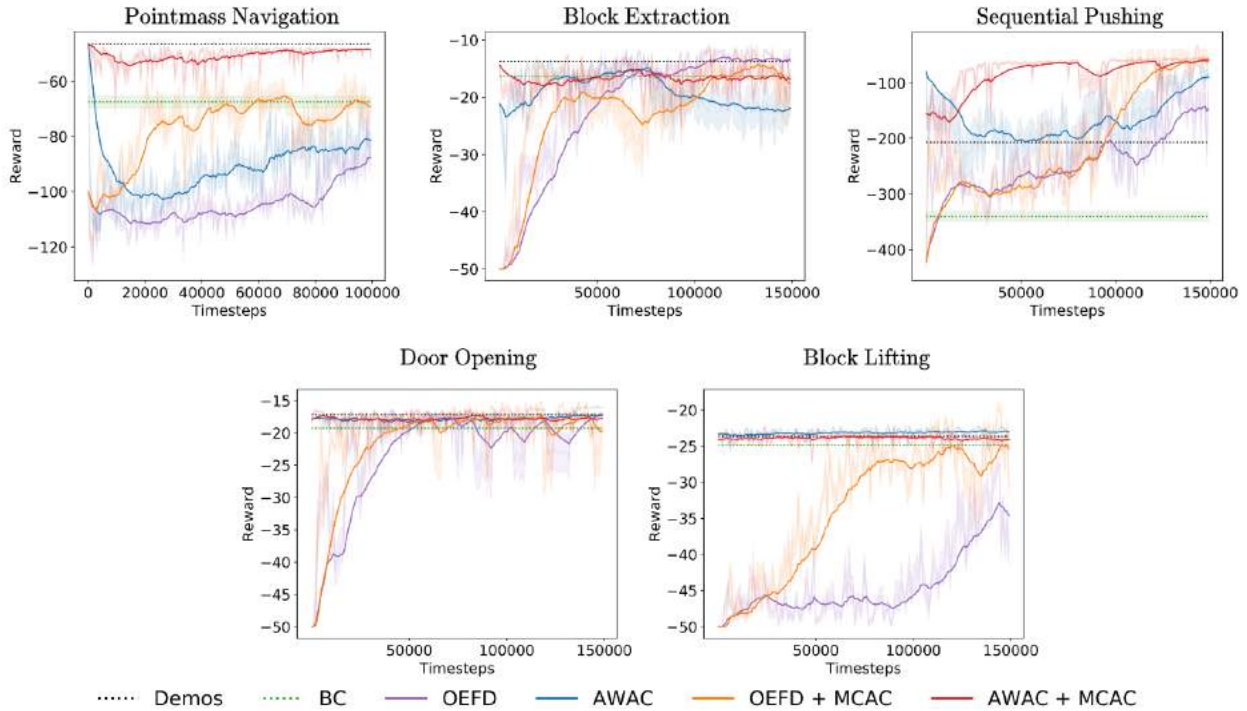 Pointmass Navigation
Block Extraction
Sequential Pushing
Reward
−60
−80
−100
−120
0
20000
40000
60000
80000
100000
Timesteps
Reward
−10
−20
−30
−40
−50
50000
100000
150000
Timesteps
Reward
−100
−200
−300
−400
50000
100000
150000
Timesteps
Door Opening
Block Lifting
Reward
−15
−20
−25
−30
−35
−40
−45
−50
50000
100000
150000
Timesteps
Reward
−20
−25
−30
−35
−40
−45
−50
50000
100000
150000
Timesteps
Demos BC OEFD AWAC OEFD + MCAC AWAC + MCAC